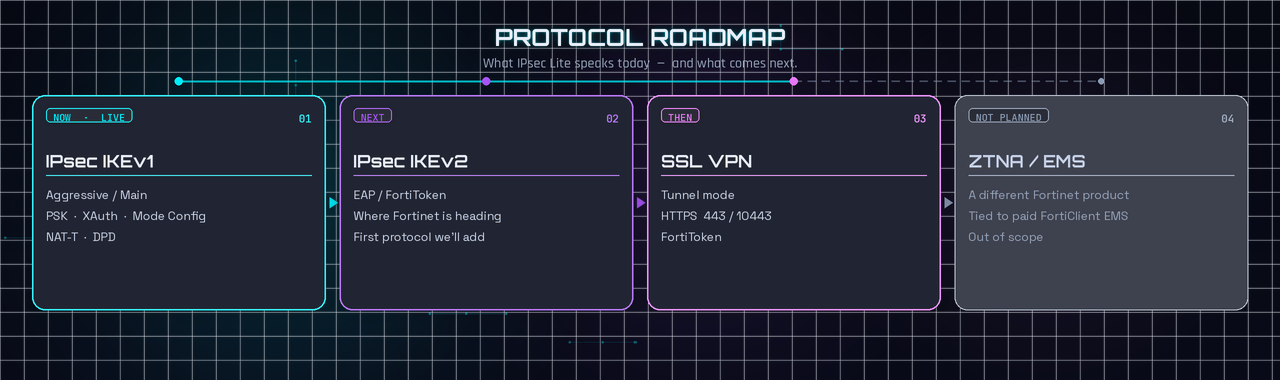 PROTOCOL ROADMAP
What IPsec Lite speaks today — and what comes next.
NOW · LIVE
01
IPsec IKEv1
Aggressive / Main
PSK · XAuth · Mode Config
NAT-T · DPD
NEXT
02
IPsec IKEv2
EAP / FortiToken
Where Fortinet is heading
First protocol we'll add
THEN
03
SSL VPN
Tunnel mode
HTTPS 443 / 10443
FortiToken
NOT PLANNED
04
ZTNA / EMS
A different Fortinet product
Tied to paid FortiClient EMS
Out of scope